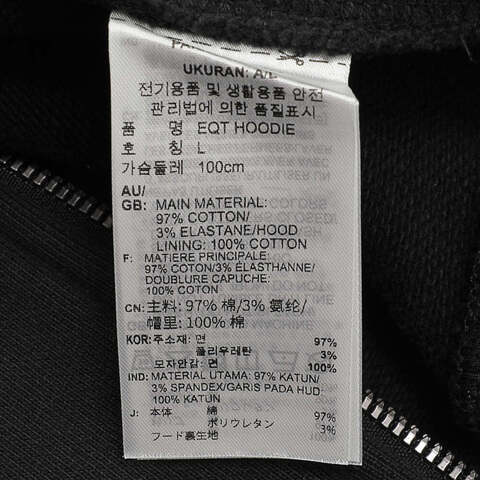 UKURAN: A/L
전기용품 및 생활용품 안전
관리법에 의한 품질표시
품 명 EQT HOODIE
호 칭 L
가슴둘레 100cm
AU/
GB: MAIN MATERIAL:
97% COTTON/
3% ELASTANE/HOOD
LINING: 100% COTTON
F: MATIÈRE PRINCIPALE:
97% COTON/3% ÉLASTHANNE/
DOUBLURE CAPUCHE:
100% COTON
CN: 主料: 97% 棉/3% 氨纶/
帽里: 100% 棉
KOR: 주소재: 면 97%
폴리우레탄 3%
모자안감: 면 100%
IND: MATERIAL UTAMA: 97% KATUN/
3% SPANDEX/GARIS PADA HUD:
100% KATUN
J: 本体 綿 97%
ポリウレタン 3%
フード裏生地